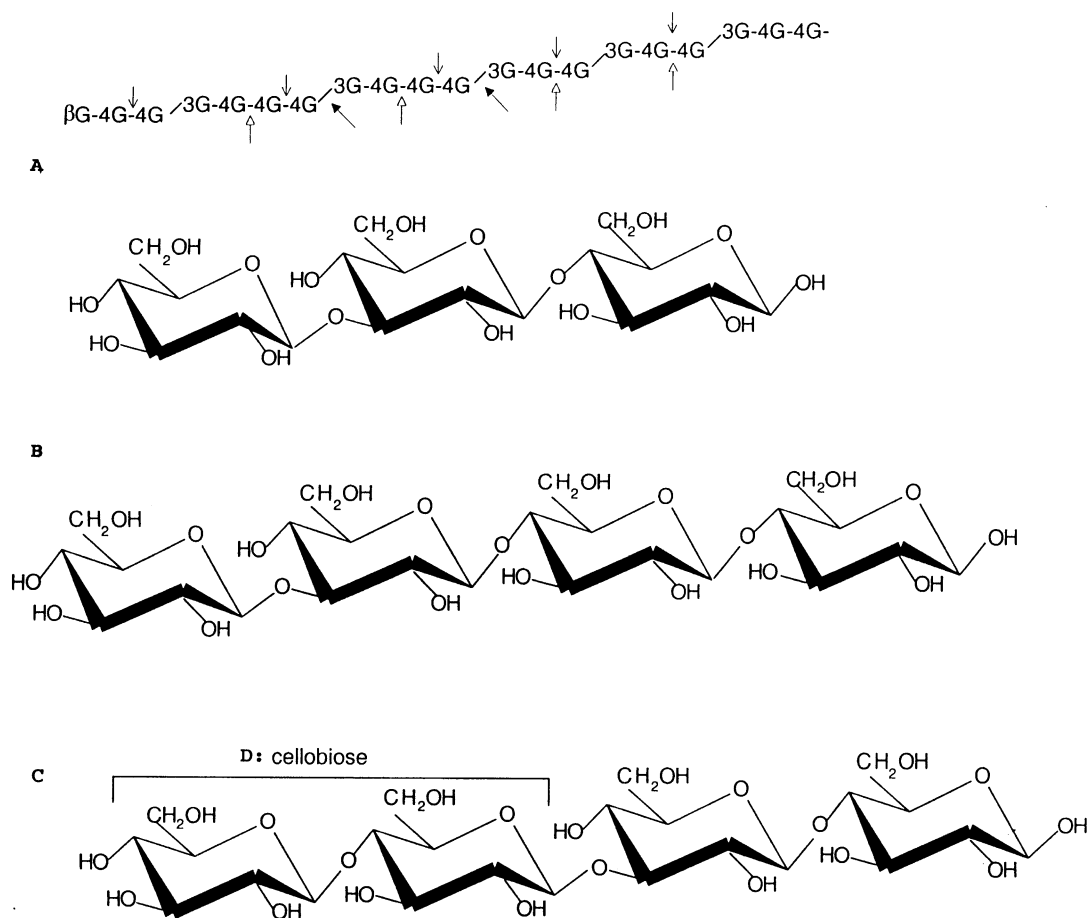 βG-4G-4G 3G-4G-4G-4G 3G-4G-4G-4G 3G-4G-4G 3G-4G-4G 3G-4G-4G-
A
CH2OH O CH2OH O CH2OH O
HO HO O OH
HO OH O OH HO OH
B
CH2OH O CH2OH O CH2OH O CH2OH O
HO HO O O OH
HO OH O OH HO OH HO OH
C
D: cellobiose
CH2OH O CH2OH O CH2OH O CH2OH O
HO O HO O OH
HO OH HO OH O OH HO OH